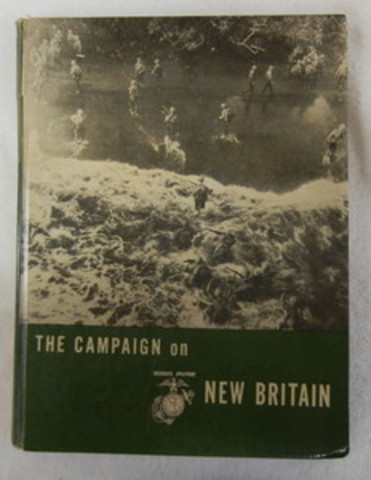 THE CAMPAIGN on
NEW BRITAIN